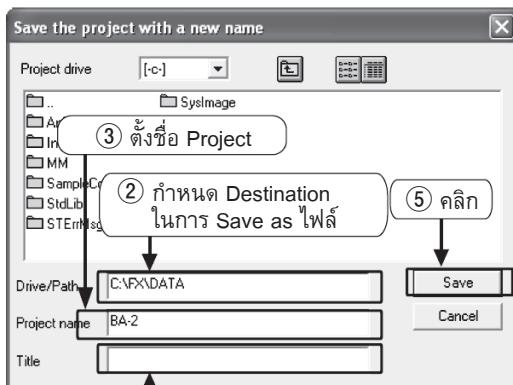 Save the project with a new name
Project drive [-c-]
.. SysImage
③ ตั้งชื่อ Project
MM
② กำหนด Destination
ในการ Save as ไฟล์
⑤ คลิก
StdLib
Drive/Path C:\FX\DATA Save
Project name BA-2 Cancel
Title